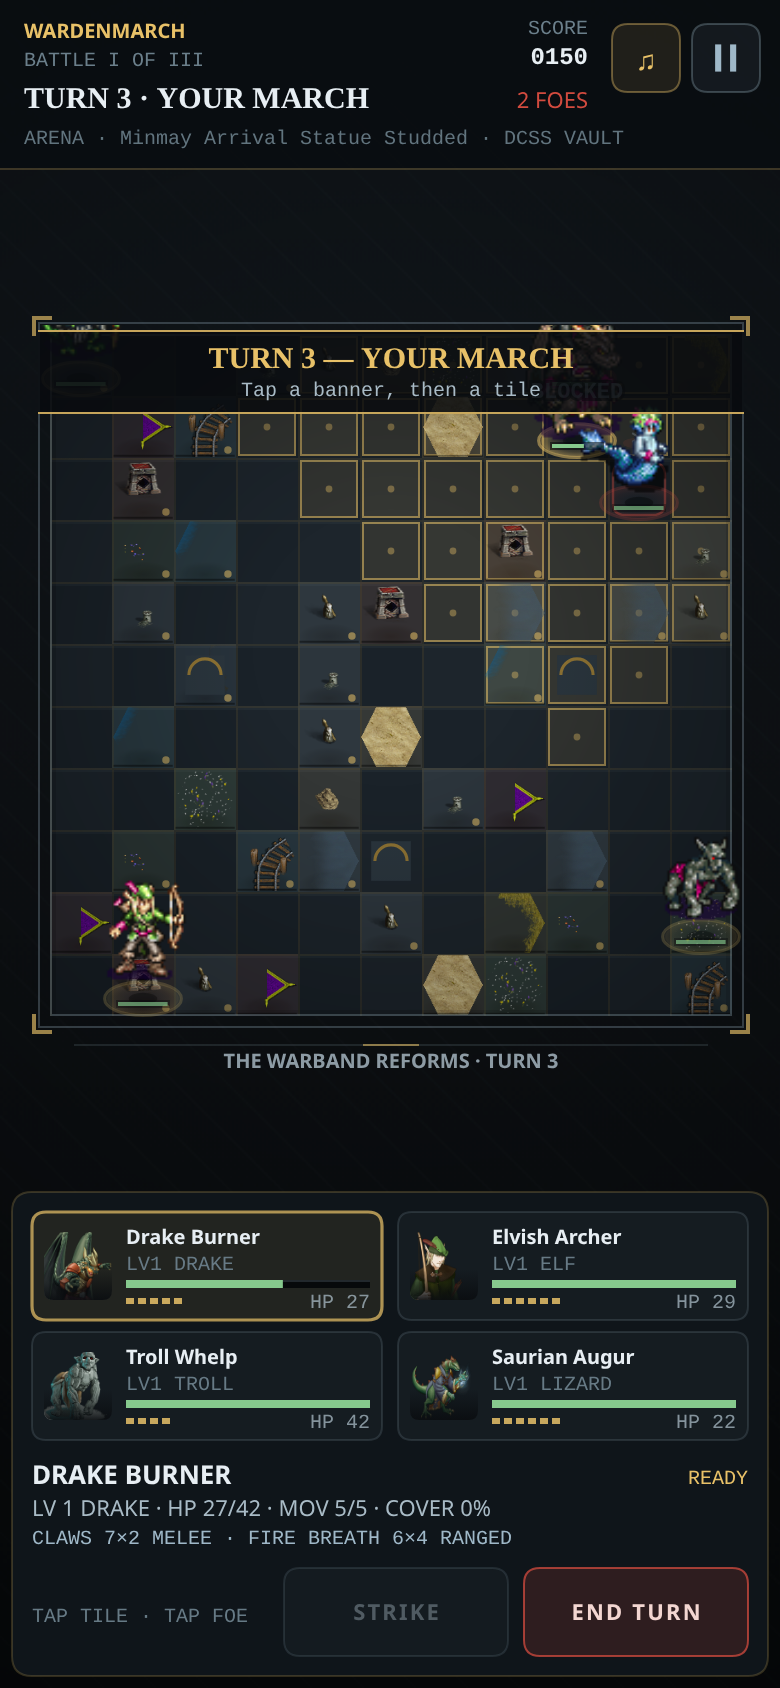 WARDENMARCH
BATTLE I OF III
TURN 3 · YOUR MARCH
SCORE
0150
2 FOES
ARENA · Minmay Arrival Statue Studded · DCSS VAULT
TURN 3 — YOUR MARCH
Tap a banner, then a tile
BLOCKED
THE WARBAND REFORMS · TURN 3
Drake Burner
LV1 DRAKE
HP 27
Elvish Archer
LV1 ELF
HP 29
Troll Whelp
LV1 TROLL
HP 42
Saurian Augur
LV1 LIZARD
HP 22
DRAKE BURNER
READY
LV 1 DRAKE · HP 27/42 · MOV 5/5 · COVER 0%
CLAWS 7×2 MELEE · FIRE BREATH 6×4 RANGED
TAP TILE · TAP FOE
STRIKE
END TURN